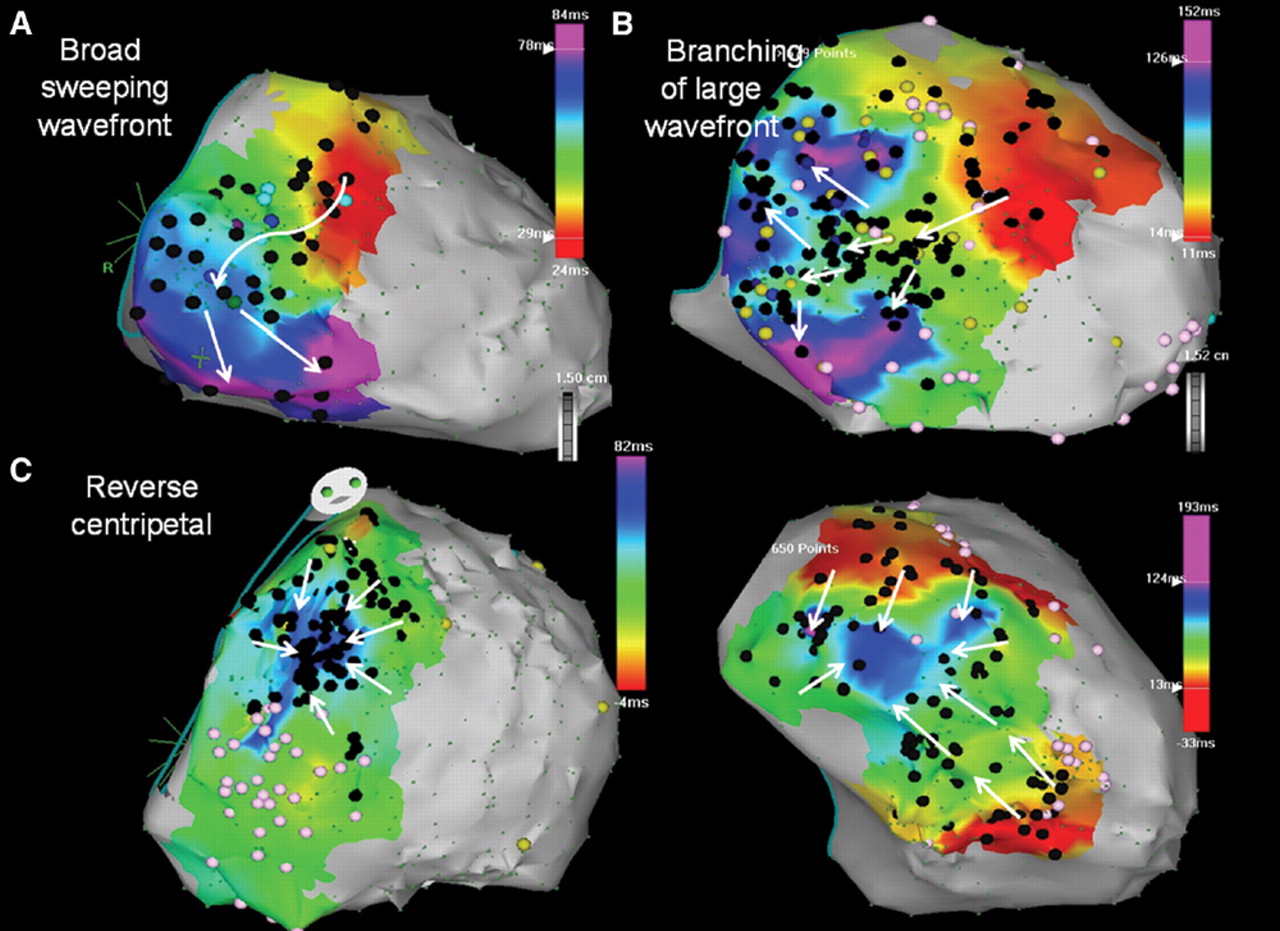 A
Broad
sweeping
wavefront
84ms
78ms
29ms
24ms
R
1.50 cm
B
Branching
of large
wavefront
Points
152ms
126ms
14ms
11ms
1.52 cm
C
Reverse
centripetal
82ms
-4ms
650 Points
193ms
124ms
13ms
-33ms